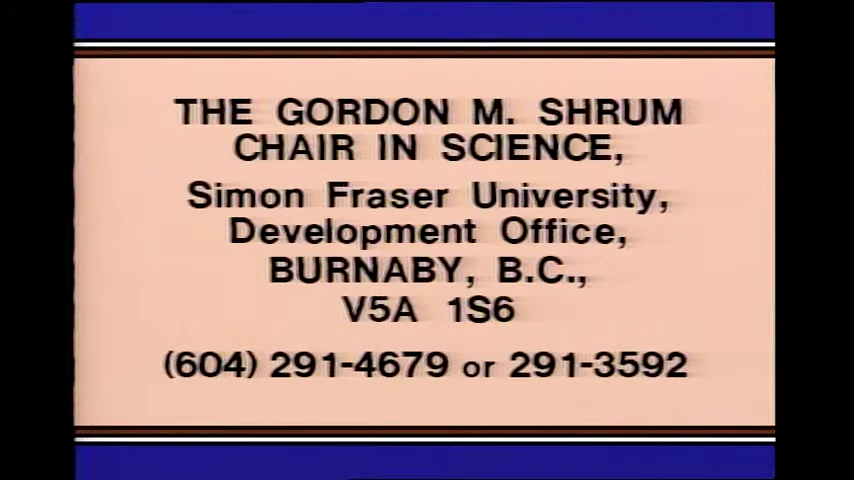 THE GORDON M. SHRUM
CHAIR IN SCIENCE,
Simon Fraser University,
Development Office,
BURNABY, B.C.,
V5A 1S6
(604) 291-4679 or 291-3592